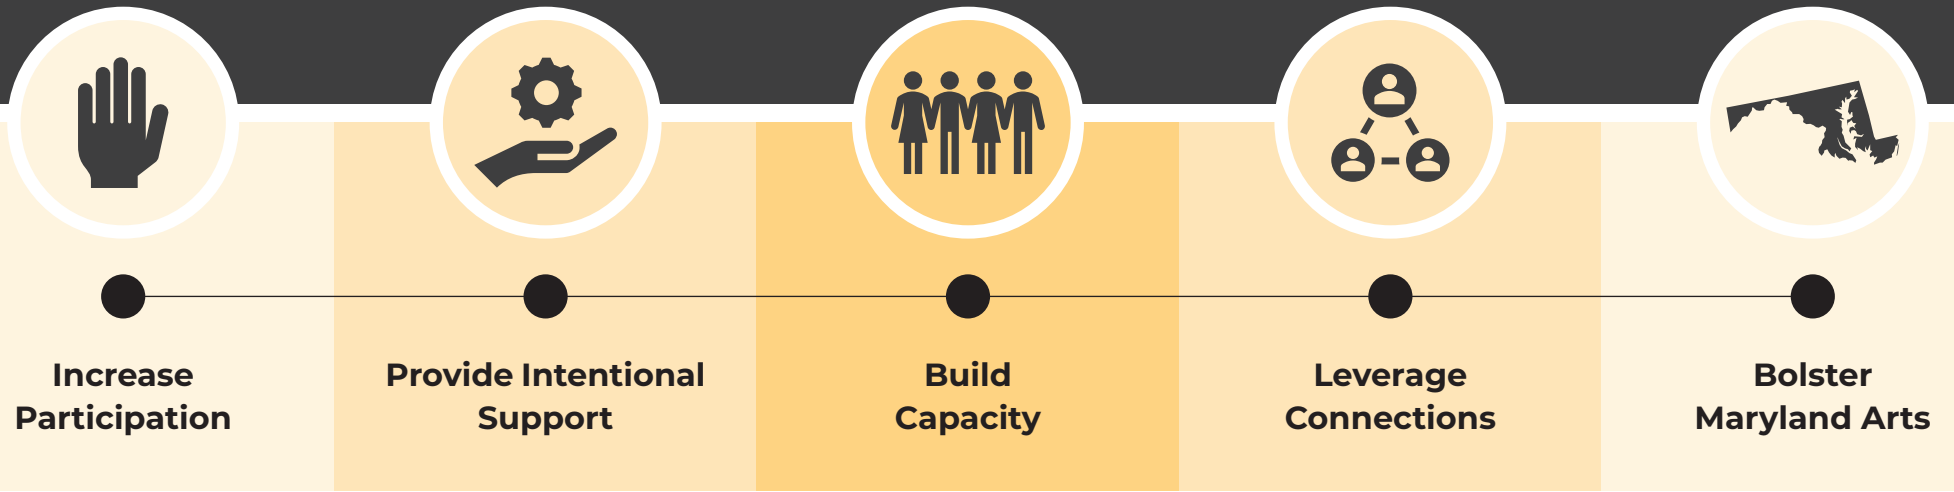 Increase
Participation
Provide Intentional
Support
Build
Capacity
Leverage
Connections
Bolster
Maryland Arts